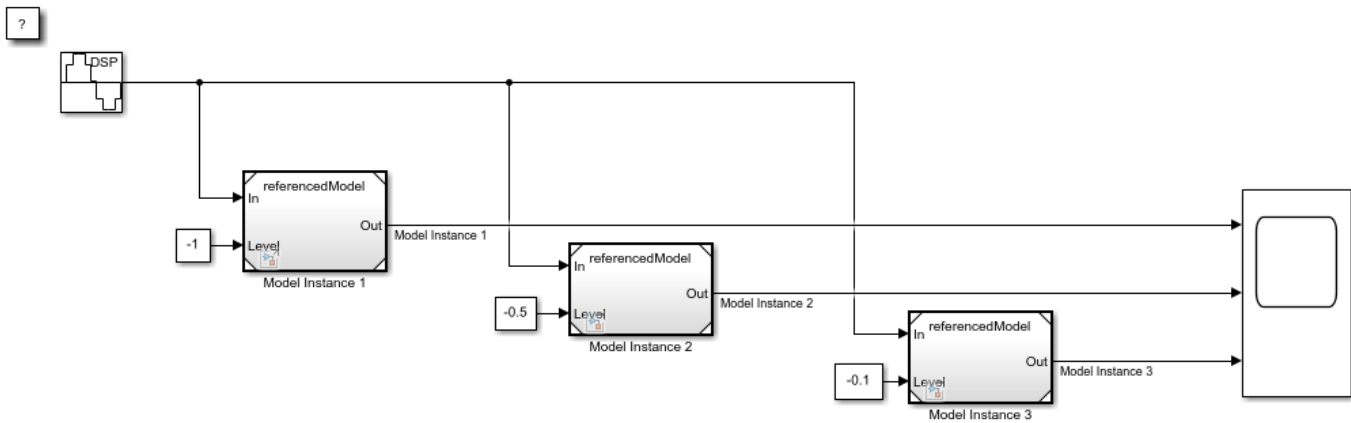 ?
DSP
referencedModel
In
Out
Level
-1
Model Instance 1
Model Instance 1
referencedModel
In
Out
Level
-0.5
Model Instance 2
Model Instance 2
referencedModel
In
Out
Level
-0.1
Model Instance 3
Model Instance 3